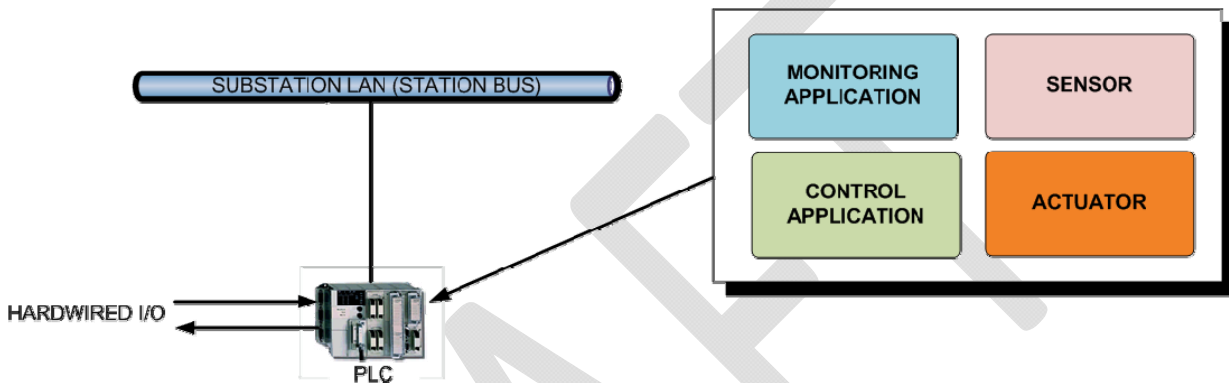 SUBSTATION LAN (STATION BUS)
MONITORING
APPLICATION
SENSOR
CONTROL
APPLICATION
ACTUATOR
HARDWIRED I/O
PLC